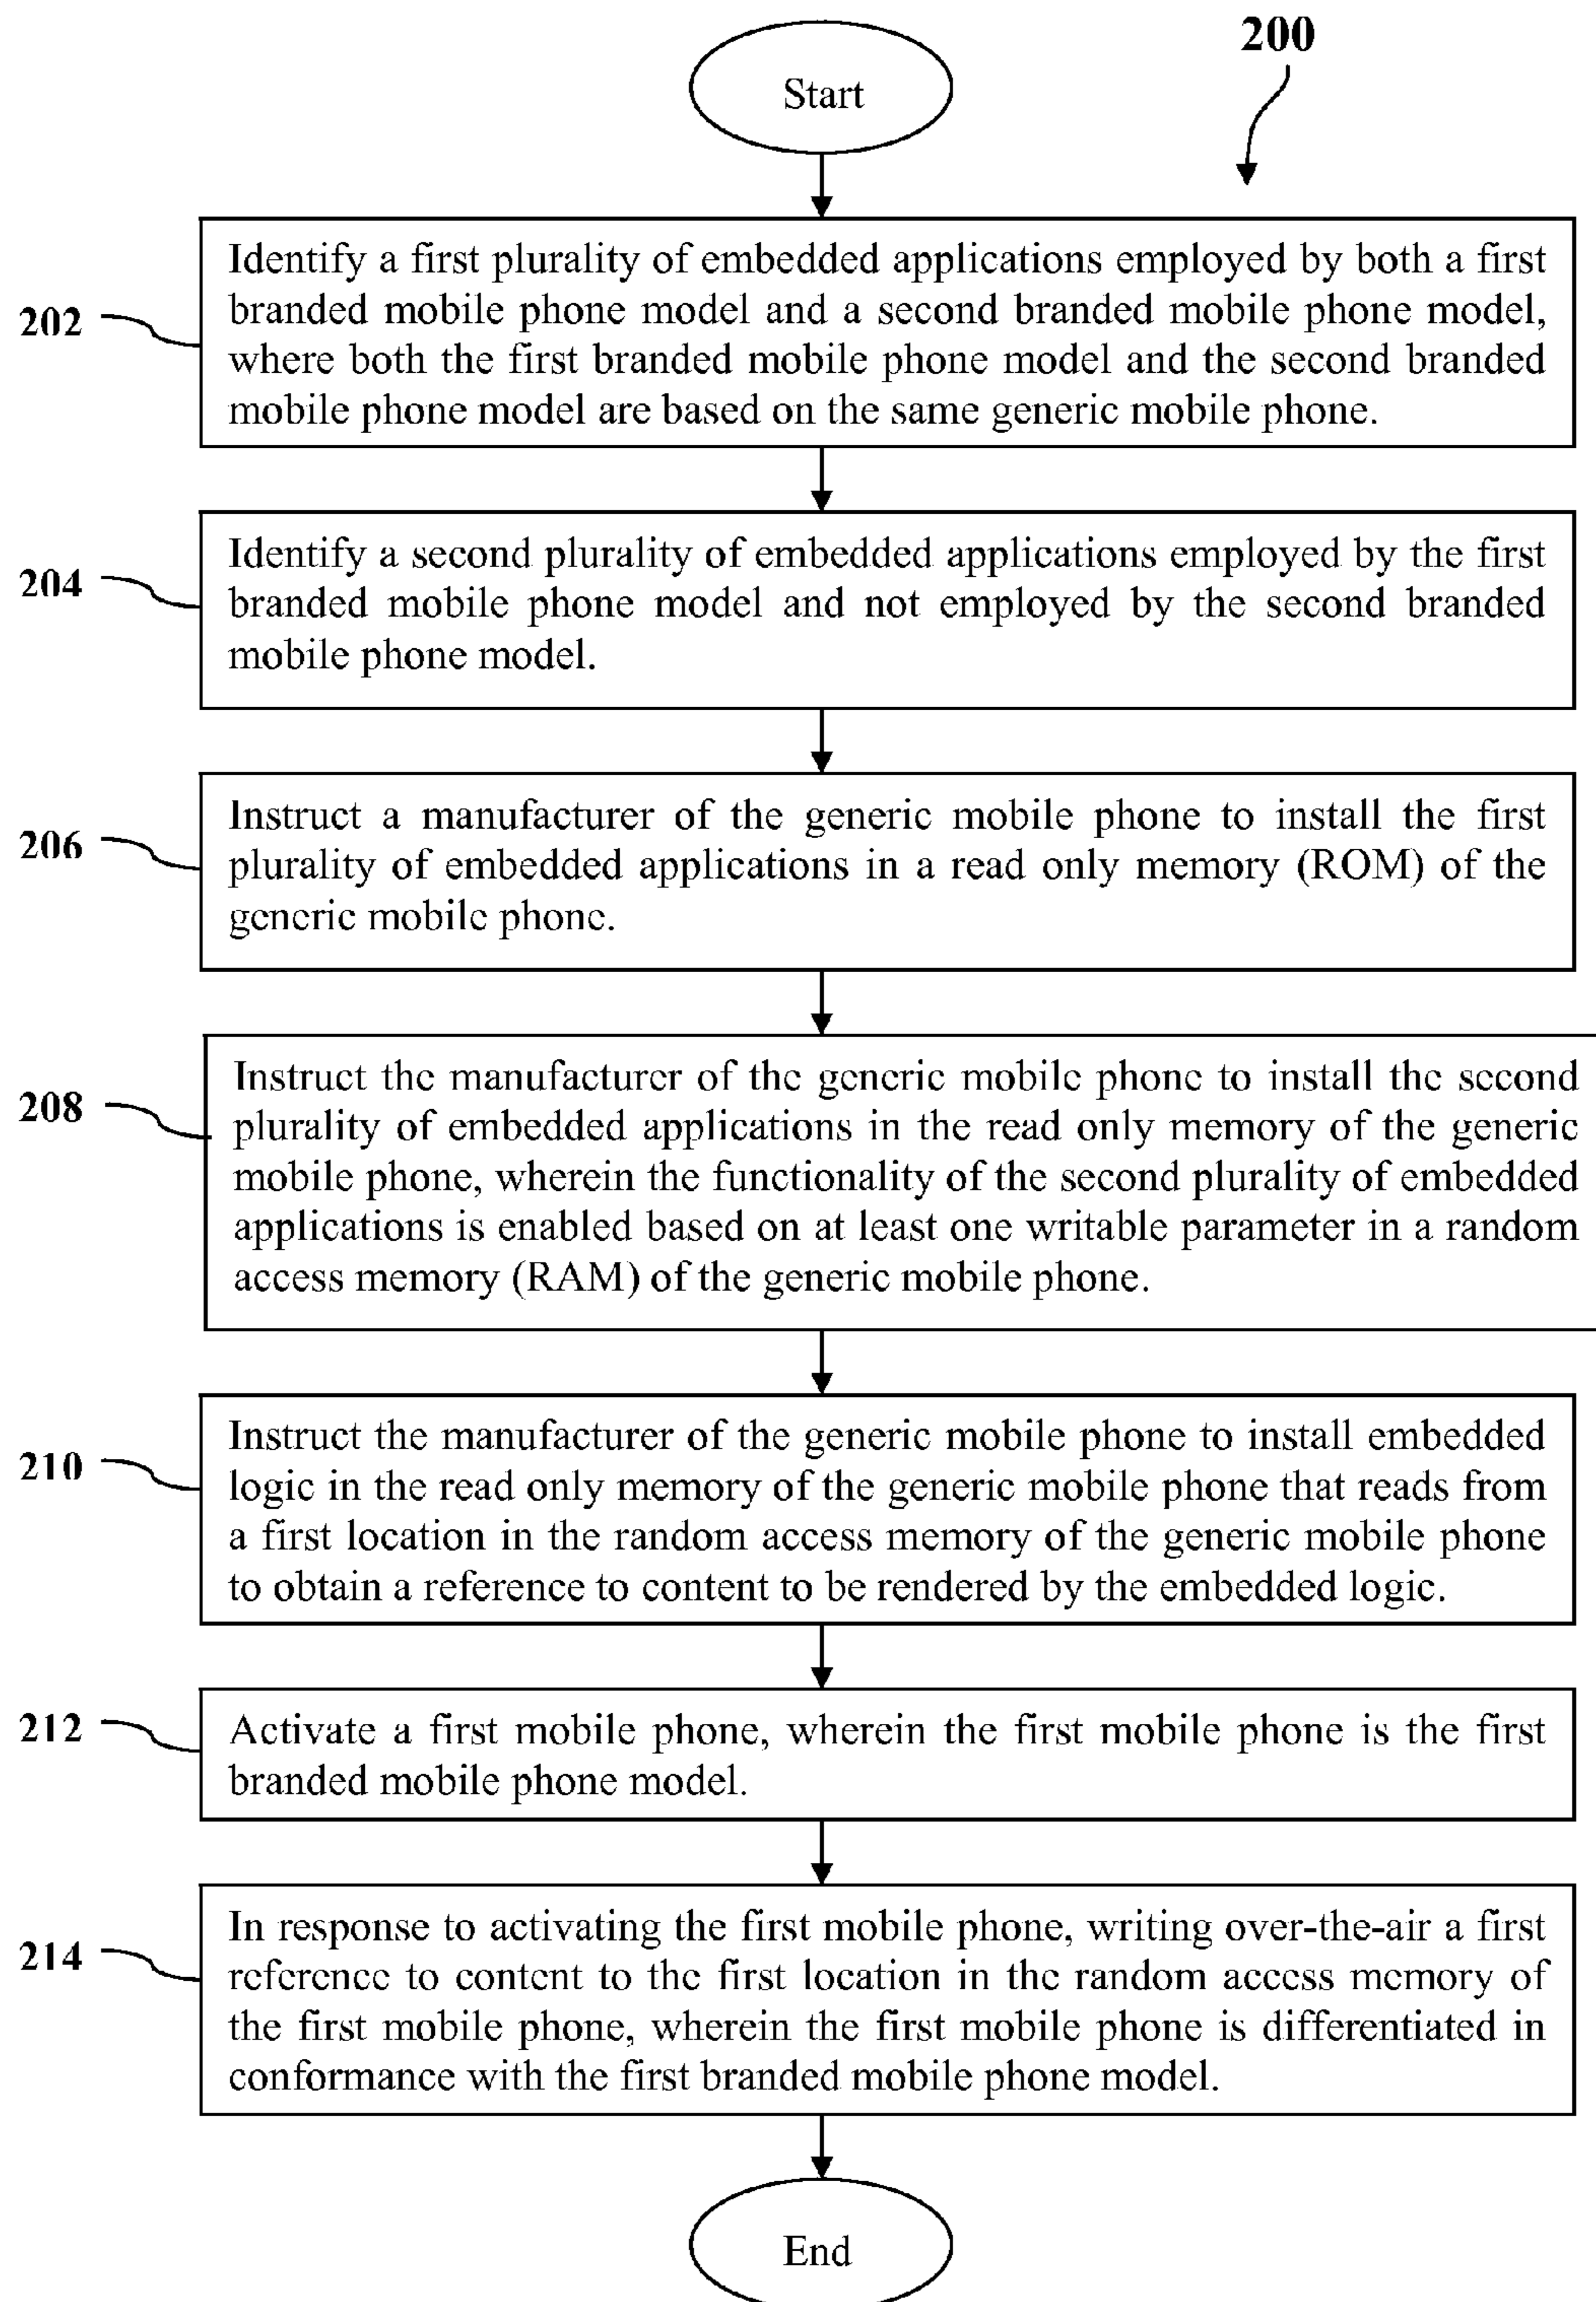 200
Start
202
Identify a first plurality of embedded applications employed by both a first
branded mobile phone model and a second branded mobile phone model,
where both the first branded mobile phone model and the second branded
mobile phone model are based on the same generic mobile phone.
204
Identify a second plurality of embedded applications employed by the first
branded mobile phone model and not employed by the second branded
mobile phone model.
206
Instruct a manufacturer of the generic mobile phone to install the first
plurality of embedded applications in a read only memory (ROM) of the
generic mobile phone.
208
Instruct the manufacturer of the generic mobile phone to install the second
plurality of embedded applications in the read only memory of the generic
mobile phone, wherein the functionality of the second plurality of embedded
applications is enabled based on at least one writable parameter in a random
access memory (RAM) of the generic mobile phone.
210
Instruct the manufacturer of the generic mobile phone to install embedded
logic in the read only memory of the generic mobile phone that reads from
a first location in the random access memory of the generic mobile phone
to obtain a reference to content to be rendered by the embedded logic.
212
Activate a first mobile phone, wherein the first mobile phone is the first
branded mobile phone model.
214
In response to activating the first mobile phone, writing over-the-air a first
reference to content to the first location in the random access memory of
the first mobile phone, wherein the first mobile phone is differentiated in
conformance with the first branded mobile phone model.
End